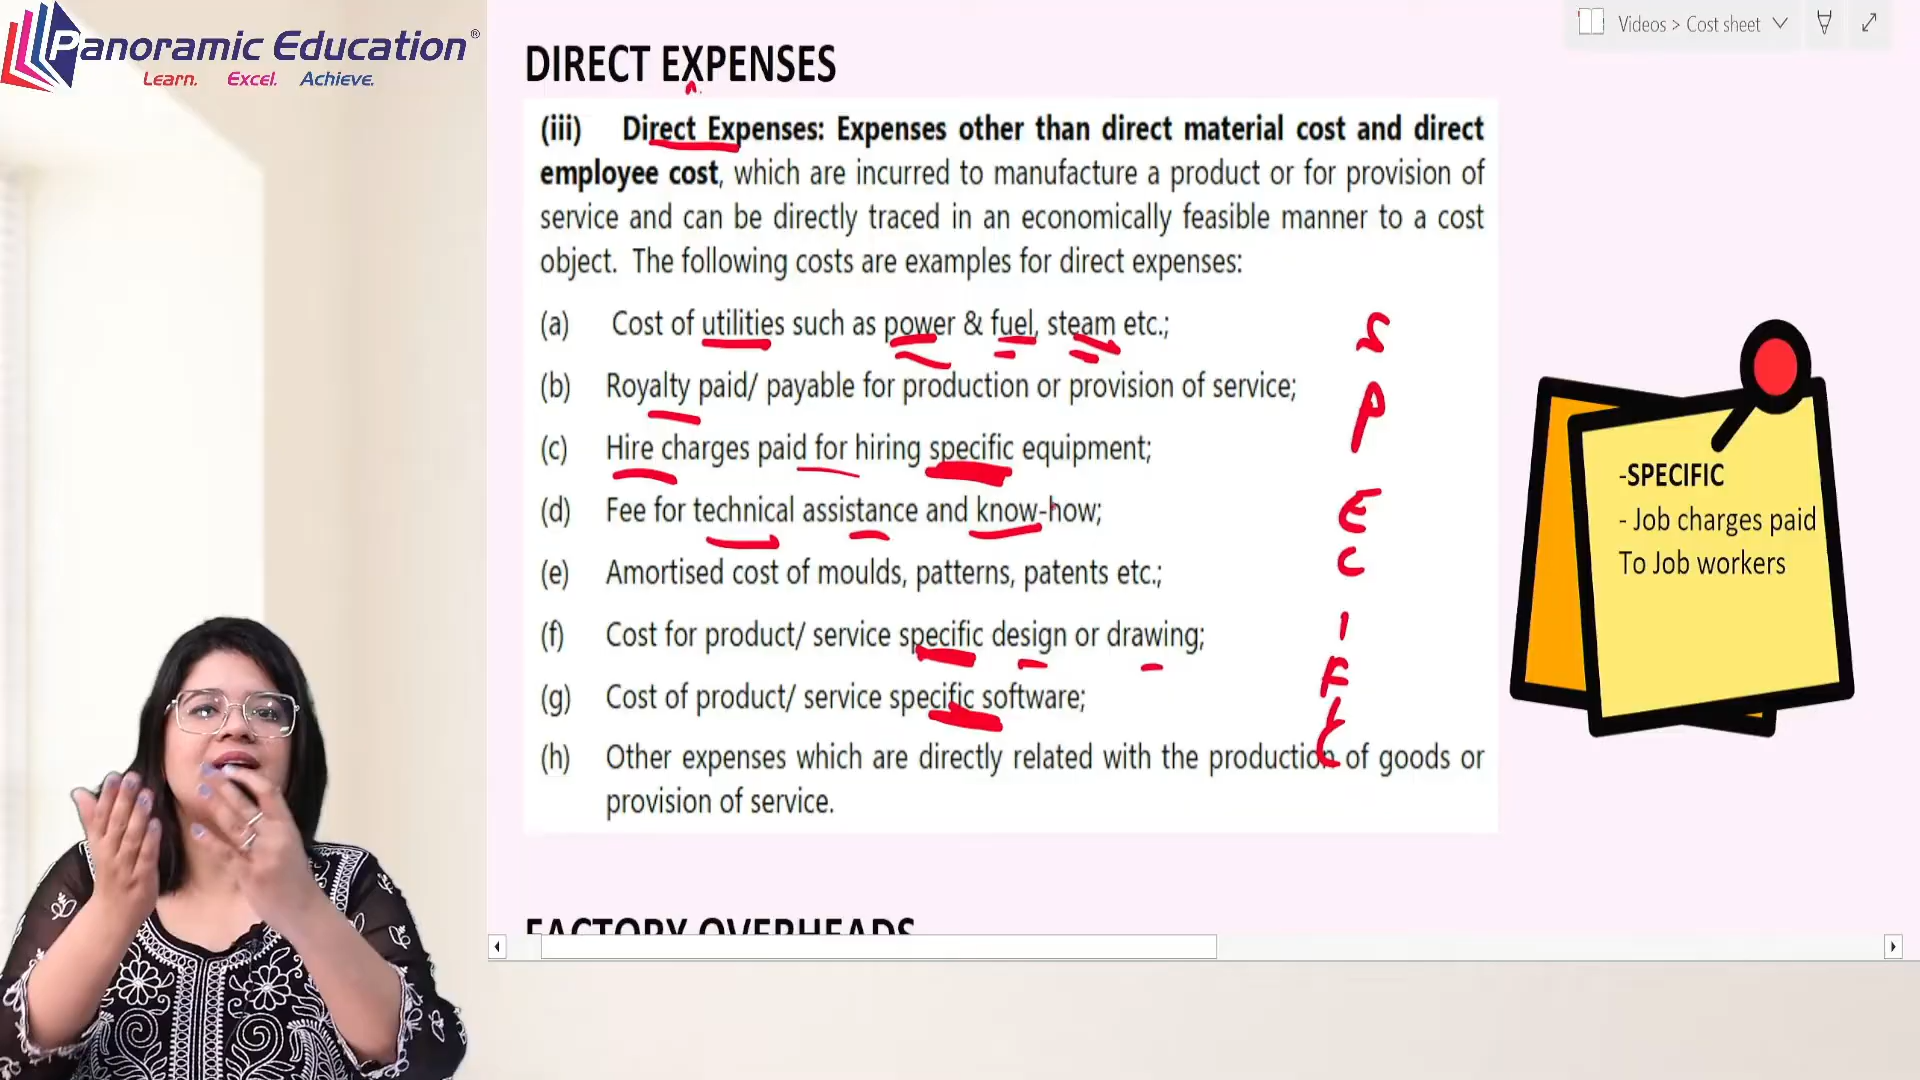 Panoramic Education®
Learn. Excel. Achieve.
Videos > Cost sheet
DIRECT EXPENSES
(iii) Direct Expenses: Expenses other than direct material cost and direct
employee cost, which are incurred to manufacture a product or for provision of
service and can be directly traced in an economically feasible manner to a cost
object. The following costs are examples for direct expenses:
(a) Cost of utilities such as power & fuel, steam etc.;
(b) Royalty paid/ payable for production or provision of service;
(c) Hire charges paid for hiring specific equipment;
(d) Fee for technical assistance and know-how;
(e) Amortised cost of moulds, patterns, patents etc.;
(f) Cost for product/ service specific design or drawing;
(g) Cost of product/ service specific software;
(h) Other expenses which are directly related with the production of goods or
provision of service.
S
P
E
C
I
F
I
C
-SPECIFIC
- Job charges paid
To Job workers
FACTORY OVERHEADS